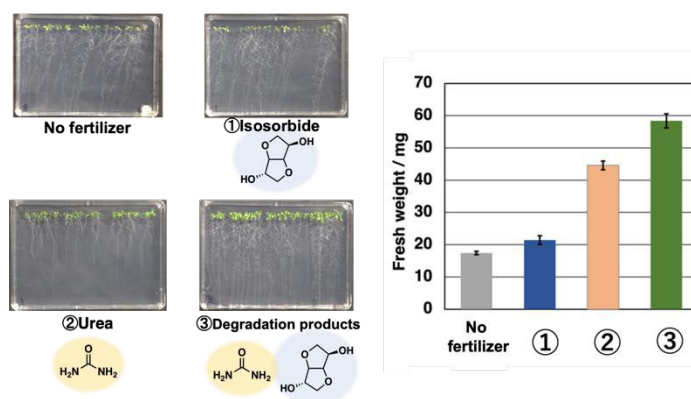 No fertilizer
①Isosorbide
O
OH
HO
O
②Urea
③Degradation products
O
H₂N
NH₂
O
H₂N
NH₂
O
OH
HO
O
Fresh weight / mg
70
60
50
40
30
20
10
0
No
fertilizer
①
②
③